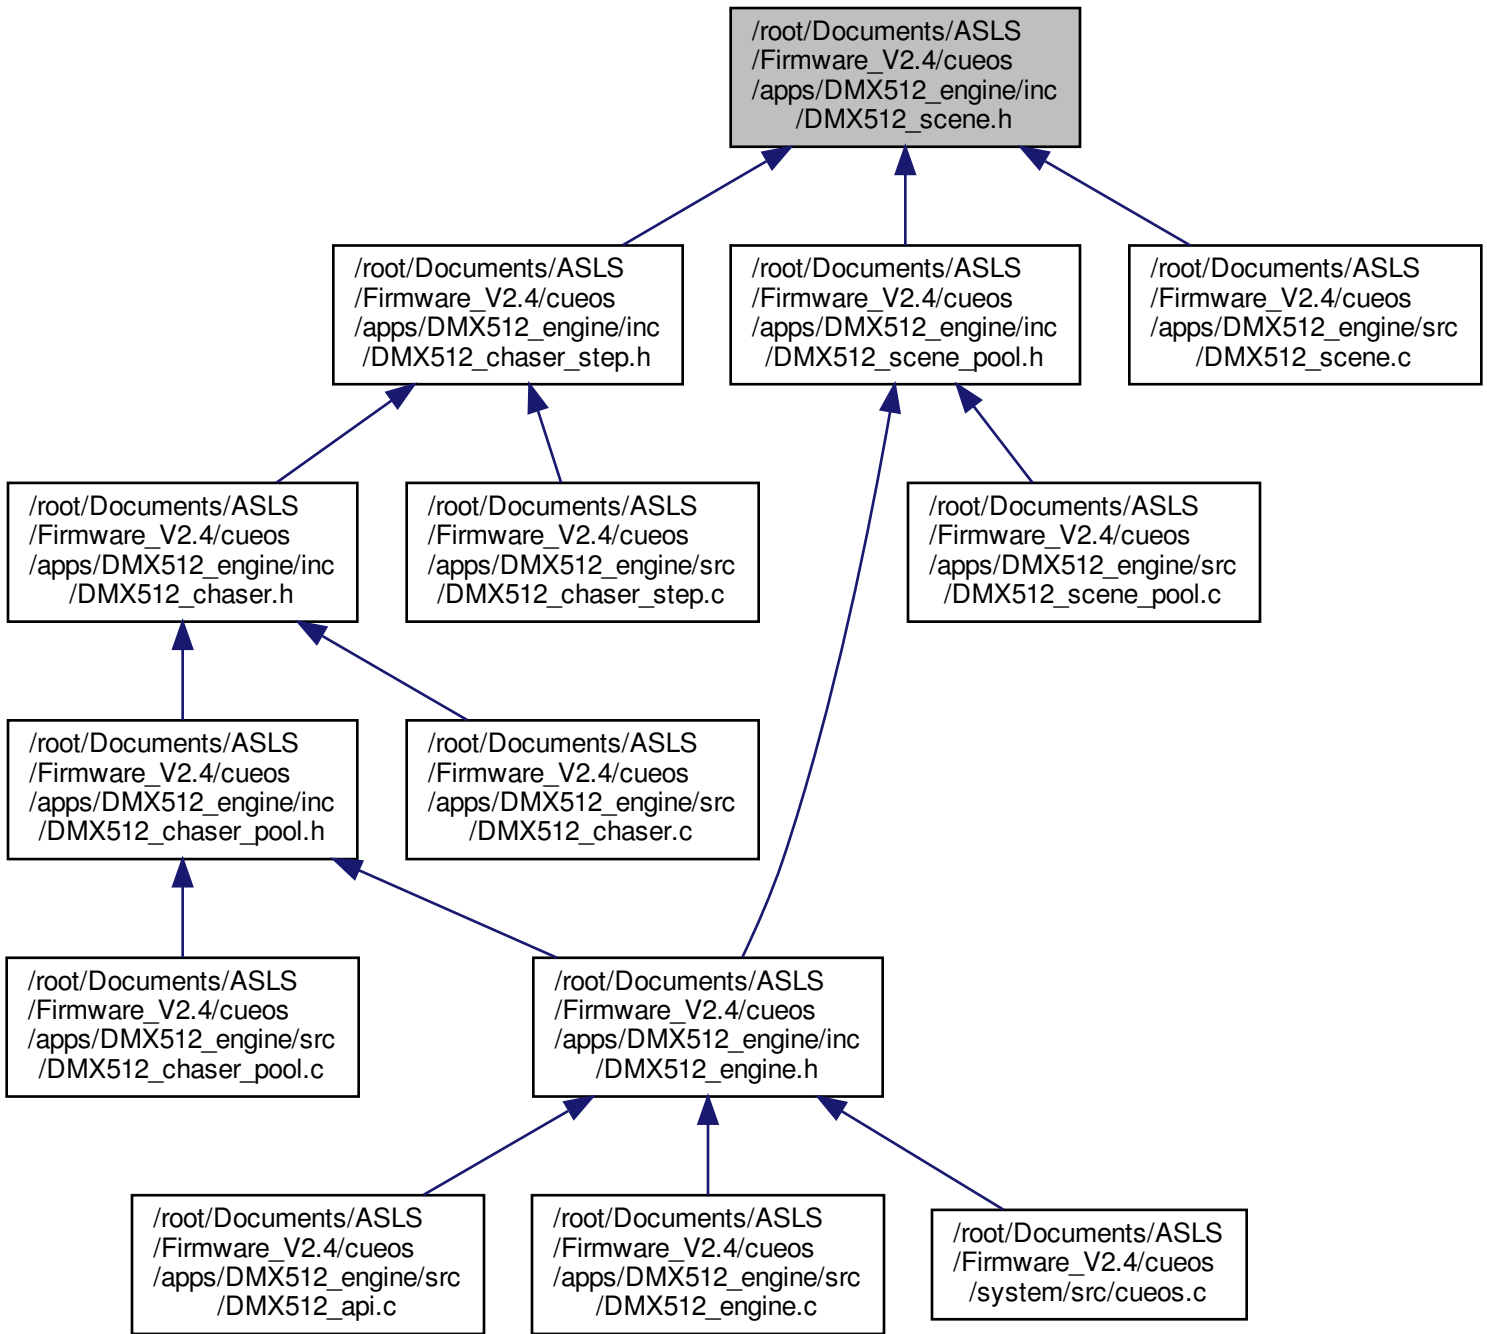 /root/Documents/ASLS
/Firmware_V2.4/cueos
/apps/DMX512_engine/inc
/DMX512_scene.h
/root/Documents/ASLS
/Firmware_V2.4/cueos
/apps/DMX512_engine/inc
/DMX512_chaser_step.h
/root/Documents/ASLS
/Firmware_V2.4/cueos
/apps/DMX512_engine/inc
/DMX512_scene_pool.h
/root/Documents/ASLS
/Firmware_V2.4/cueos
/apps/DMX512_engine/src
/DMX512_scene.c
/root/Documents/ASLS
/Firmware_V2.4/cueos
/apps/DMX512_engine/inc
/DMX512_chaser.h
/root/Documents/ASLS
/Firmware_V2.4/cueos
/apps/DMX512_engine/src
/DMX512_chaser_step.c
/root/Documents/ASLS
/Firmware_V2.4/cueos
/apps/DMX512_engine/src
/DMX512_scene_pool.c
/root/Documents/ASLS
/Firmware_V2.4/cueos
/apps/DMX512_engine/inc
/DMX512_chaser_pool.h
/root/Documents/ASLS
/Firmware_V2.4/cueos
/apps/DMX512_engine/src
/DMX512_chaser.c
/root/Documents/ASLS
/Firmware_V2.4/cueos
/apps/DMX512_engine/src
/DMX512_chaser_pool.c
/root/Documents/ASLS
/Firmware_V2.4/cueos
/apps/DMX512_engine/inc
/DMX512_engine.h
/root/Documents/ASLS
/Firmware_V2.4/cueos
/apps/DMX512_engine/src
/DMX512_api.c
/root/Documents/ASLS
/Firmware_V2.4/cueos
/apps/DMX512_engine/src
/DMX512_engine.c
/root/Documents/ASLS
/Firmware_V2.4/cueos
/system/src/cueos.c